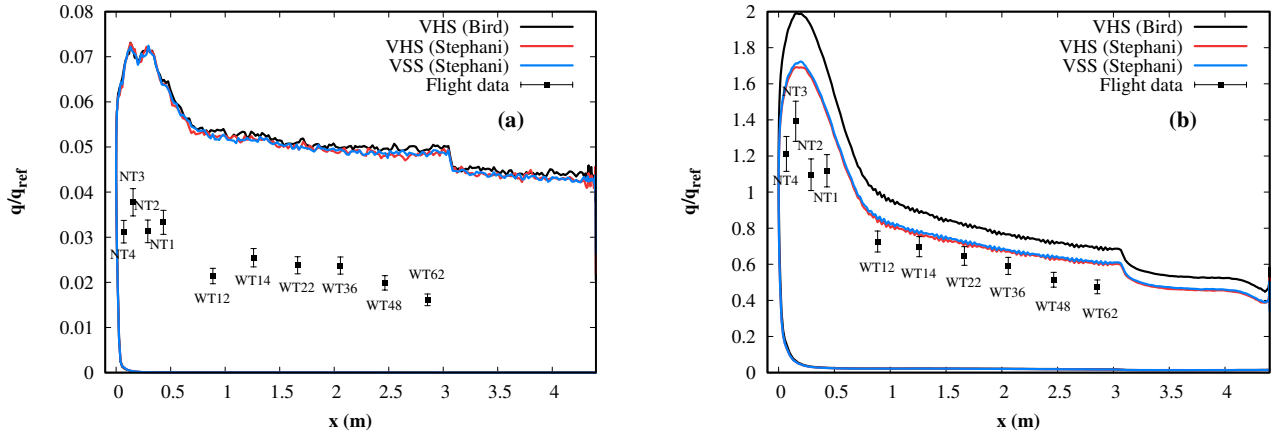 VHS (Bird)
VHS (Stephani)
VSS (Stephani)
Flight data
(a)
0.08
0.07
0.06
0.05
0.04
0.03
0.02
0.01
0
q/q_ref
NT3
NT2
NT4
NT1
WT12
WT14
WT22
WT36
WT48
WT62
0 0.5 1 1.5 2 2.5 3 3.5 4
x (m)
VHS (Bird)
VHS (Stephani)
VSS (Stephani)
Flight data
(b)
2
1.8
1.6
1.4
1.2
1
0.8
0.6
0.4
0.2
0
q/q_ref
NT3
NT2
NT4
NT1
WT12
WT14
WT22
WT36
WT48
WT62
0 0.5 1 1.5 2 2.5 3 3.5 4
x (m)